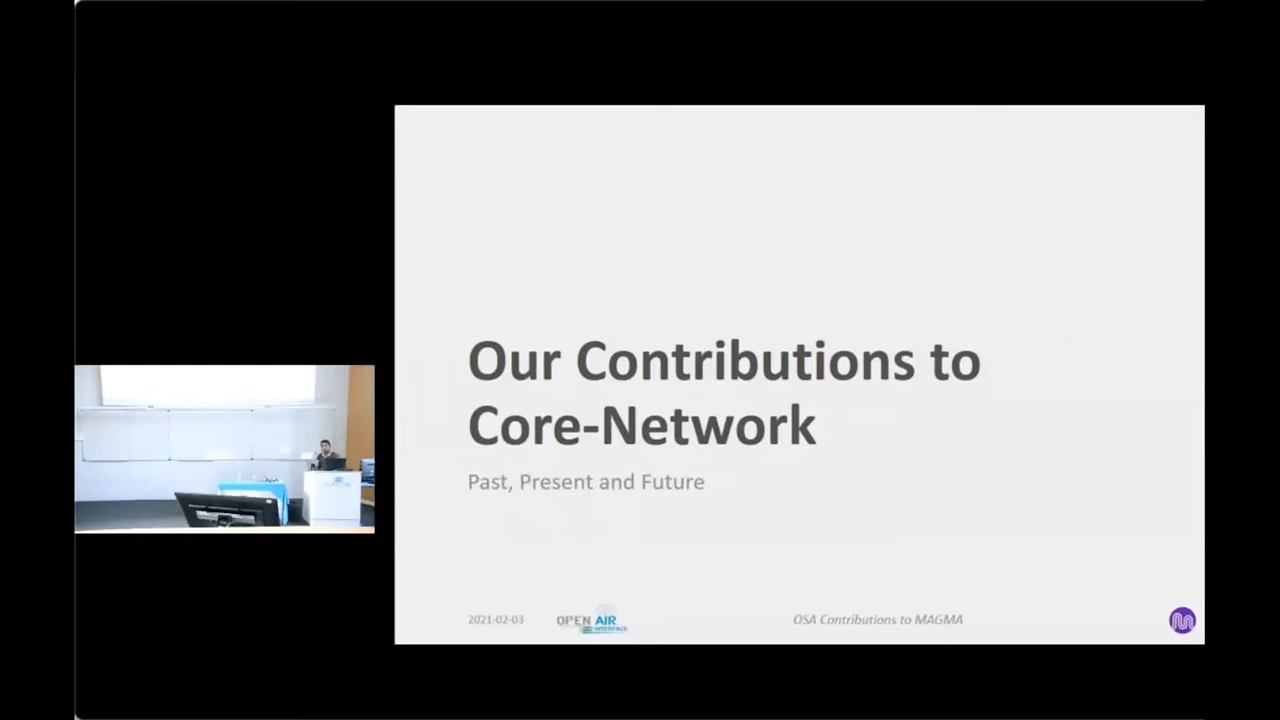 Our Contributions to
Core-Network
Past, Present and Future
2021-02-03
OPEN AIR
INTERFACE
OSA Contributions to MAGMA